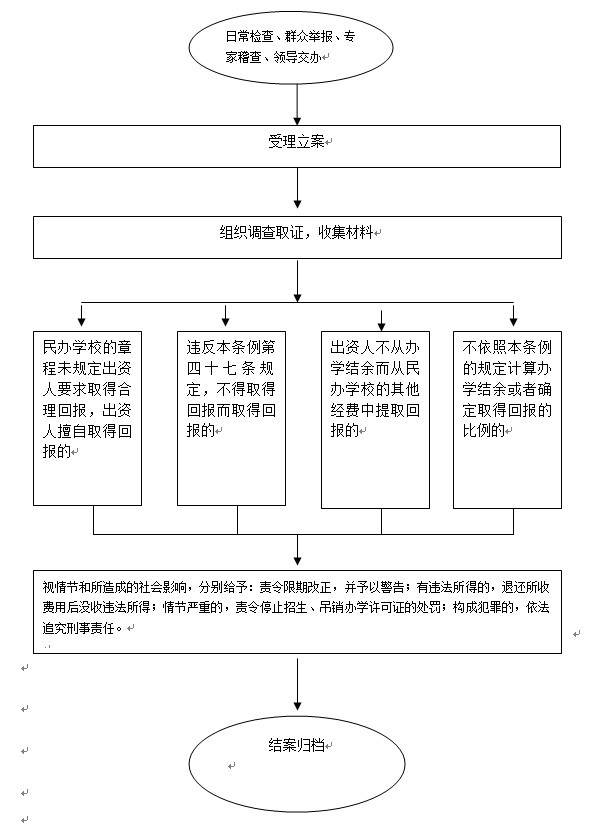 日常检查、群众举报、专
家稽查、领导交办
受理立案
组织调查取证，收集材料
民办学校的章
程未规定出资
人要求取得合
理回报，出资
人擅自取得回
报的
违反本条例第
四十七条规
定，不得取得
回报而取得回
报的
出资人不从办
学结余而从民
办学校的其他
经费中提取回
报的
不依照本条例
的规定计算办
学结余或者确
定取得回报的
比例的
视情节和所造成的社会影响，分别给予：责令限期改正，并予以警告；有违法所得的，退还所收
费用后没收违法所得；情节严重的，责令停止招生、吊销办学许可证的处罚；构成犯罪的，依法
追究刑事责任。
结案归档